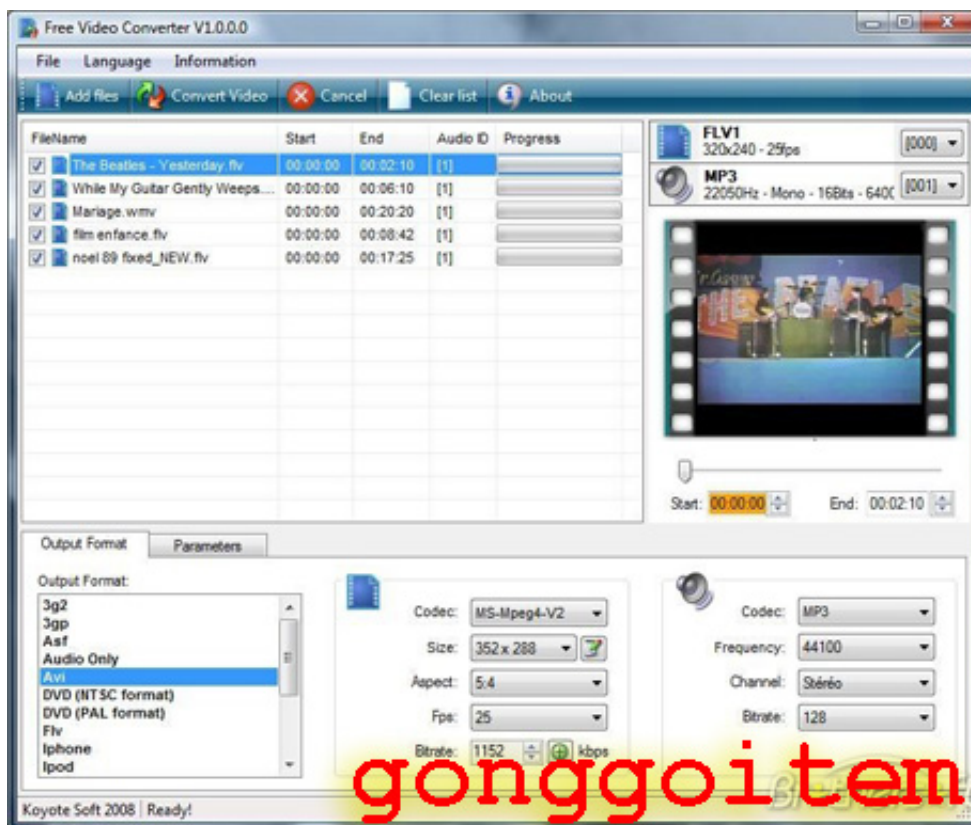 Free Video Converter V1.0.0.0
File Language Information
Add files Convert Video Cancel Clear list About
FileName Start End Audio ID Progress
The Beatles - Yesterday.flv 00:00:00 00:02:10 [1]
While My Guitar Gently Weeps.... 00:00:00 00:06:10 [1]
Mariage.wmv 00:00:00 00:20:20 [1]
film enfance.flv 00:00:00 00:08:42 [1]
noel 89 fixed_NEW.flv 00:00:00 00:17:25 [1]
FLV1
320x240 - 25fps
[000]
MP3
22050Hz - Mono - 16Bits - 640
[001]
THE BEATLES
Start: 00:00:00 End: 00:02:10
Output Format Parameters
Output Format:
3g2
3gp
Asf
Audio Only
Avi
DVD (NTSC format)
DVD (PAL format)
Flv
Iphone
Ipod
Codec: MS-Mpeg4-V2
Size: 352 x 288
Aspect: 5:4
Fps: 25
Bitrate: 1152 kbps
Codec: MP3
Frequency: 44100
Channel: Stéréo
Bitrate: 128
gonggoitem
Koyote Soft 2008 Ready!